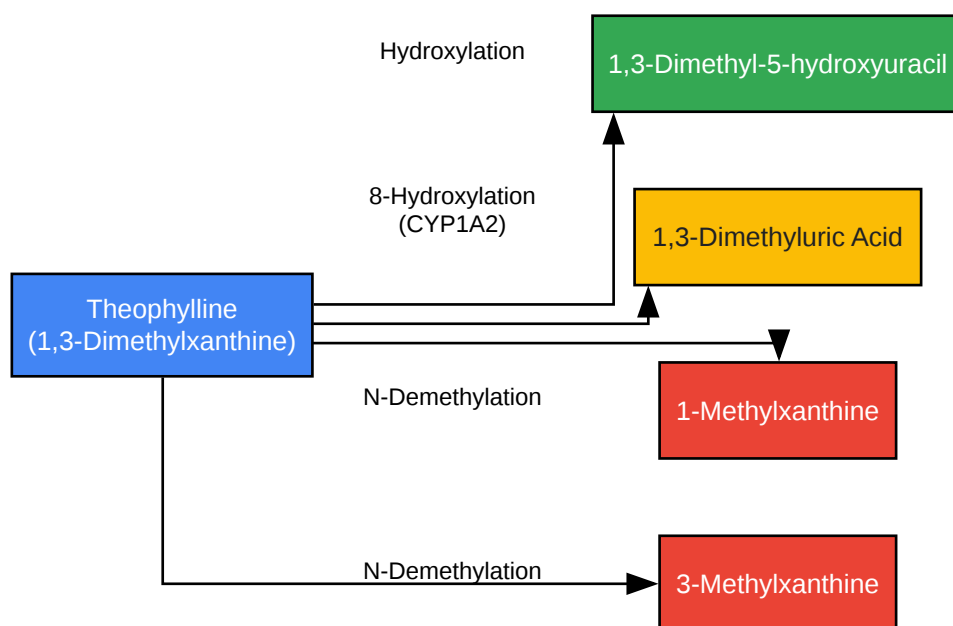 Hydroxylation
1,3-Dimethyl-5-hydroxyuracil
8-Hydroxylation
(CYP1A2)
1,3-Dimethyluric Acid
Theophylline
(1,3-Dimethylxanthine)
N-Demethylation
1-Methylxanthine
N-Demethylation
3-Methylxanthine